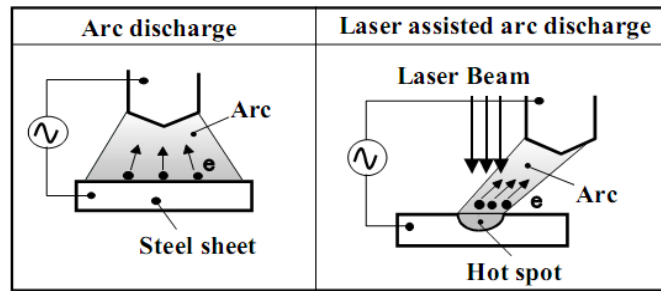 Arc discharge
Arc
e
Steel sheet
Laser assisted arc discharge
Laser Beam
Arc
e
Hot spot